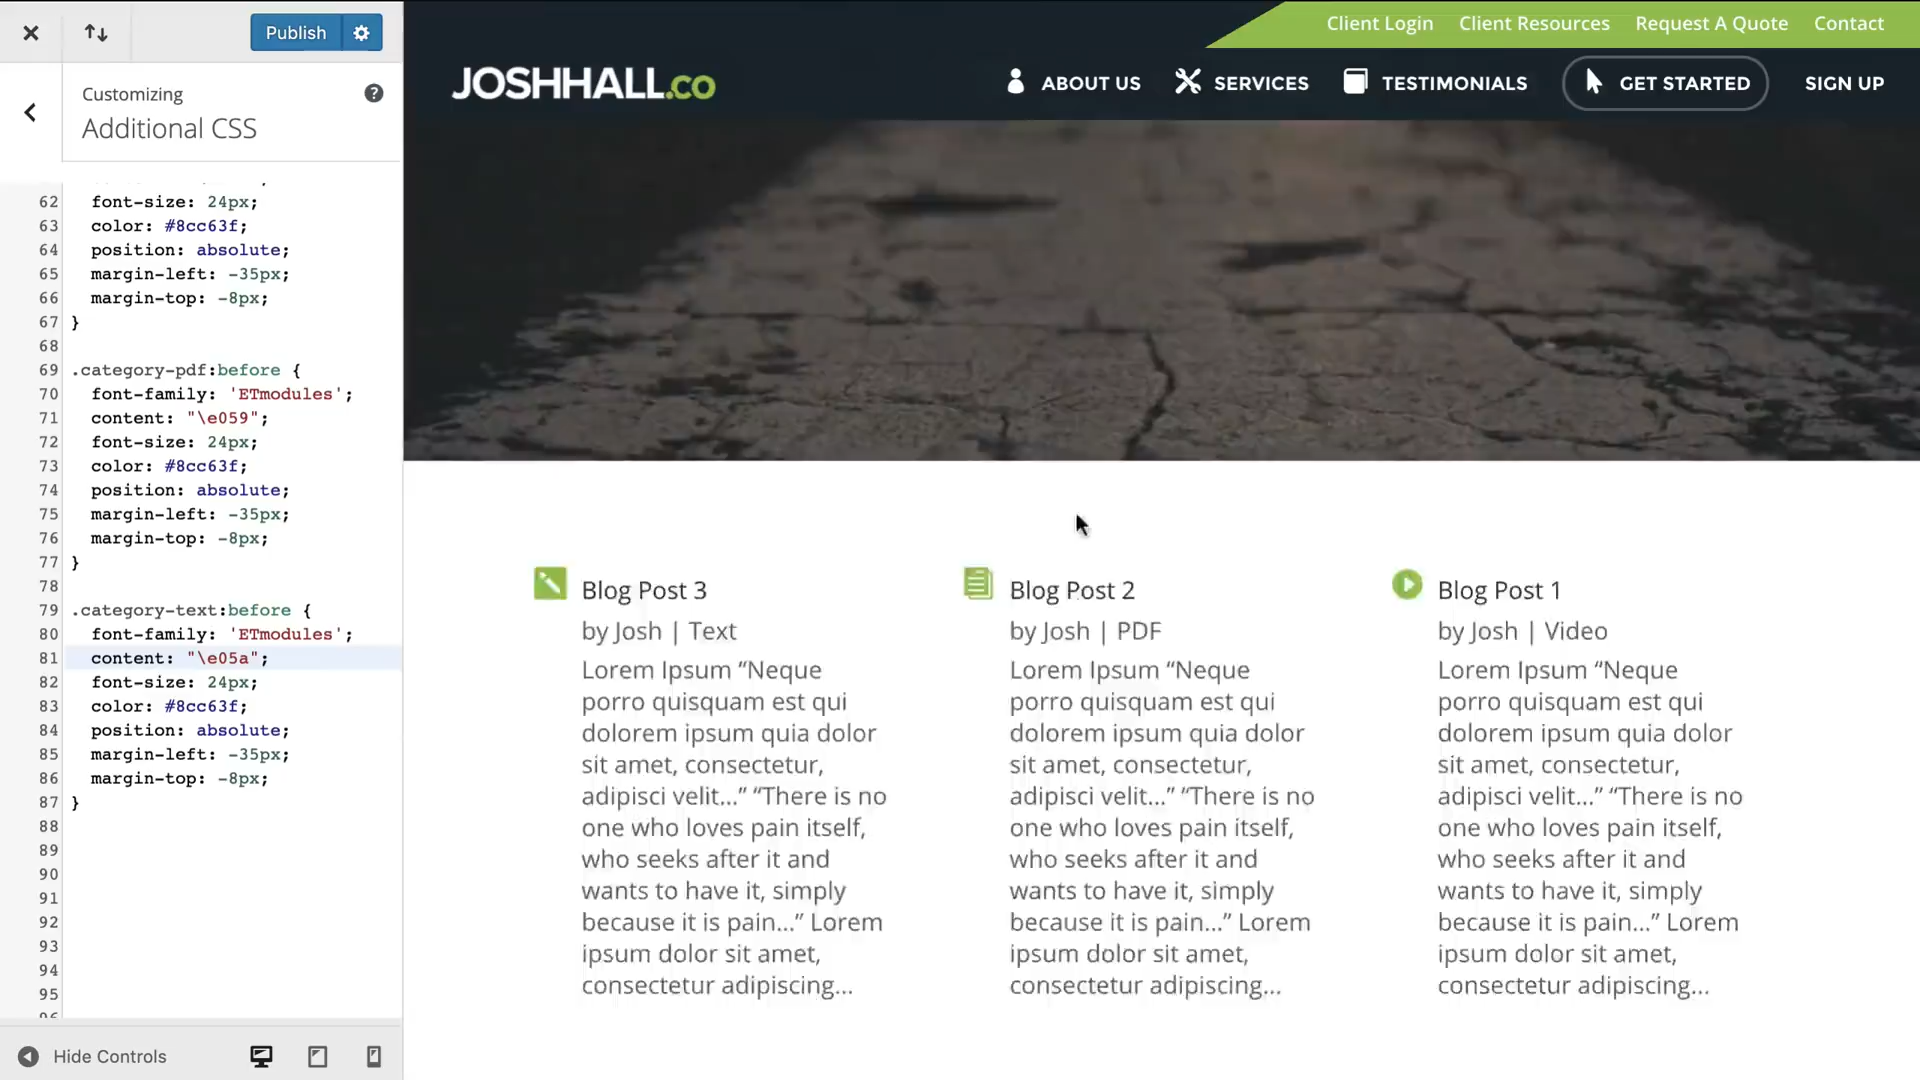 Publish
Customizing
Additional CSS
62 font-size: 24px;
63 color: #8cc63f;
64 position: absolute;
65 margin-left: -35px;
66 margin-top: -8px;
67 }
68
69 .category-pdf:before {
70 font-family: 'ETmodules';
71 content: "\e059";
72 font-size: 24px;
73 color: #8cc63f;
74 position: absolute;
75 margin-left: -35px;
76 margin-top: -8px;
77 }
78
79 .category-text:before {
80 font-family: 'ETmodules';
81 content: "\e05a";
82 font-size: 24px;
83 color: #8cc63f;
84 position: absolute;
85 margin-left: -35px;
86 margin-top: -8px;
87 }
88
89
90
91
92
93
94
95
96
Hide Controls
Client Login Client Resources Request A Quote Contact
JOSHHALL.co
ABOUT US SERVICES TESTIMONIALS GET STARTED SIGN UP
Blog Post 3
by Josh | Text
Lorem Ipsum “Neque
porro quisquam est qui
dolorem ipsum quia dolor
sit amet, consectetur,
adipisci velit...” “There is no
one who loves pain itself,
who seeks after it and
wants to have it, simply
because it is pain...” Lorem
ipsum dolor sit amet,
consectetur adipiscing...
Blog Post 2
by Josh | PDF
Lorem Ipsum “Neque
porro quisquam est qui
dolorem ipsum quia dolor
sit amet, consectetur,
adipisci velit...” “There is no
one who loves pain itself,
who seeks after it and
wants to have it, simply
because it is pain...” Lorem
ipsum dolor sit amet,
consectetur adipiscing...
Blog Post 1
by Josh | Video
Lorem Ipsum “Neque
porro quisquam est qui
dolorem ipsum quia dolor
sit amet, consectetur,
adipisci velit...” “There is no
one who loves pain itself,
who seeks after it and
wants to have it, simply
because it is pain...” Lorem
ipsum dolor sit amet,
consectetur adipiscing...